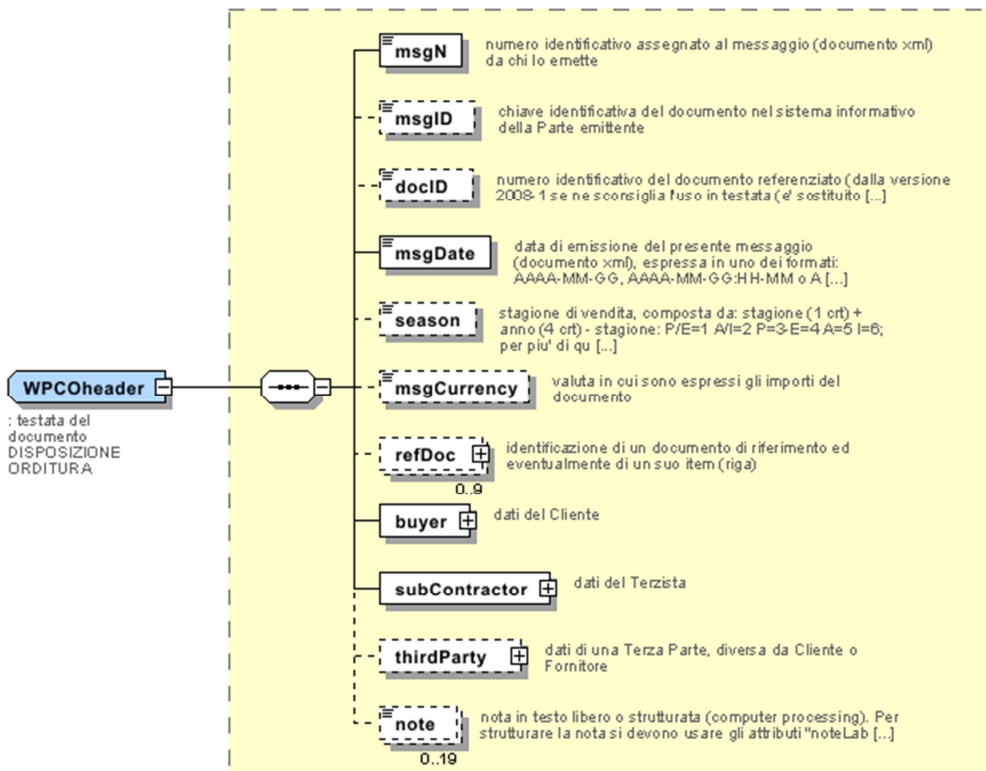 msgN
numero identificativo assegnato al messaggio (documento xml)
da chi lo emette
msgID
chiave identificativa del documento nel sistema informativo
della Parte emittente
docID
numero identificativo del documento referenziato (dalla versione
2008-1 se ne sconsiglia l'uso in testata (e' sostituito [...]
msgDate
data di emissione del presente messaggio
(documento xml), espressa in uno dei formati:
AAAA-MM-GG, AAAA-MM-GG:HH-MM o A [...]
season
stagione di vendita, composta da: stagione (1 crt) +
anno (4 crt) - stagione: P/E=1 A/I=2 P=3-E=4 A=5 I=6;
per piu' di qu [...]
WPCOheader
: testata del
documento
DISPOSIZIONE
ORDITURA
msgCurrency
valuta in cui sono espressi gli importi del
documento
refDoc
identificazione di un documento di riferimento ed
eventualmente di un suo item (riga)
0..9
buyer
dati del Cliente
subContractor
dati del Terzista
thirdParty
dati di una Terza Parte, diversa da Cliente o
Fornitore
note
nota in testo libero o strutturata (computer processing). Per
strutturare la nota si devono usare gli attributi "noteLab [...]
0..19